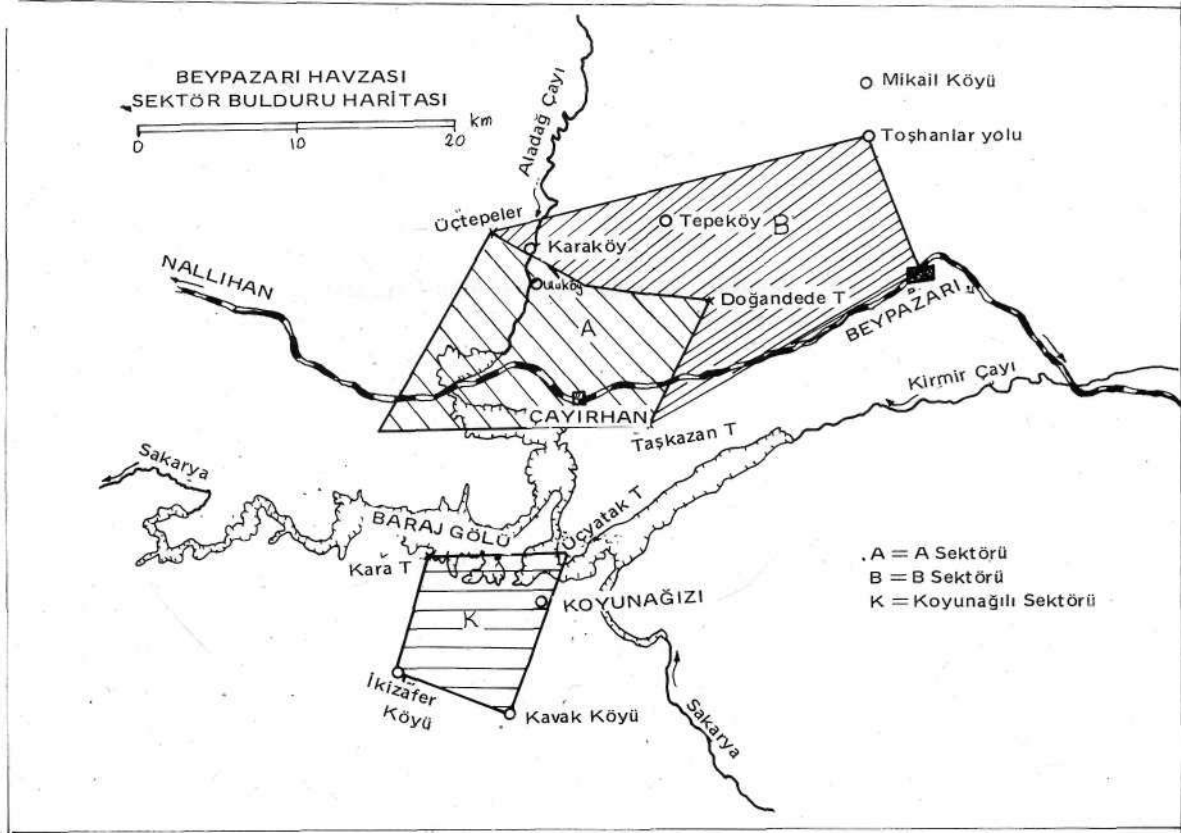 BEYPAZARI HAVZASI
SEKTÖR BULDURU HARİTASI
km
0 10 20
Aladağ Çayı
Mikail Köyü
Toşhanlar yolu
Üçtepeler
Tepeköy
B
Karaköy
NALLIHAN
Uluköy
Doğandede T
A
BEYPAZARI
Kirmir Çayı
ÇAYIRHAN
Taşkazan T
Sakarya
BARAJ GÖLÜ
Üçyatak T
Kara T
A = A Sektörü
B = B Sektörü
K = Koyunağılı Sektörü
KOYUNAĞIZI
K
İkizafer
Köyü
Kavak Köyü
Sakarya